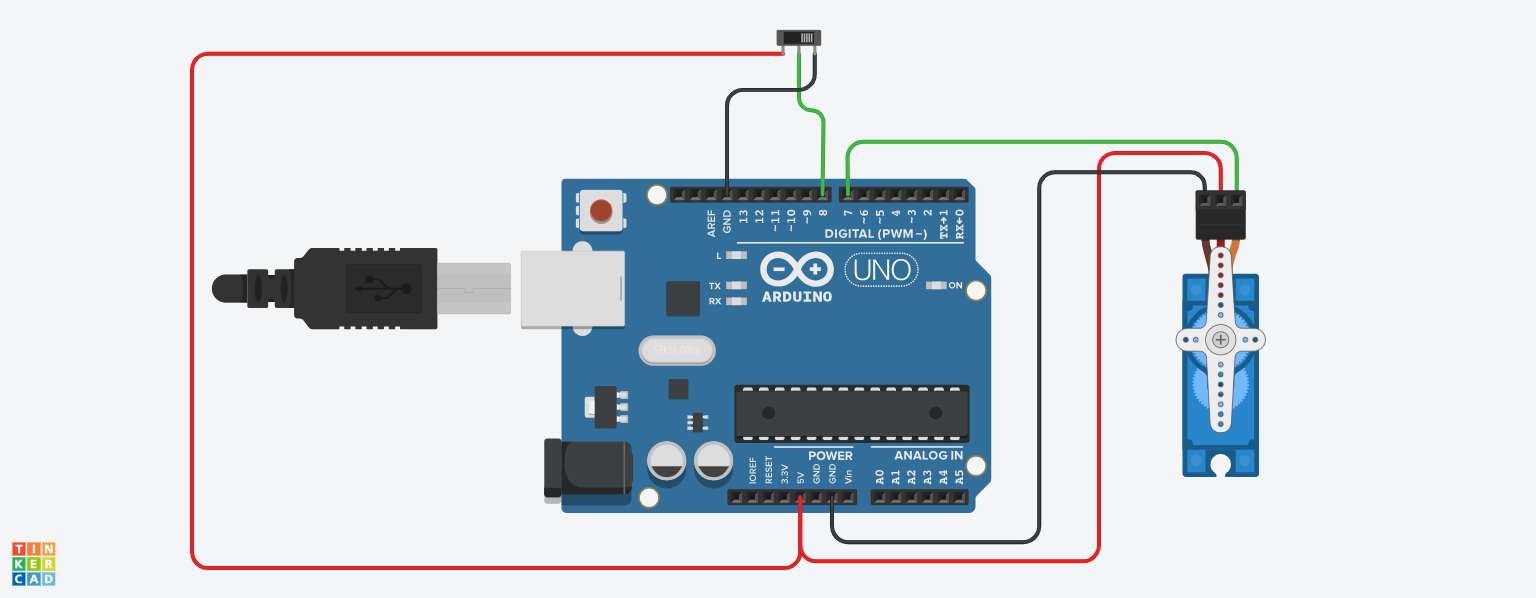 AREF
GND
13
12
~11
~10
~9
8
7
~6
~5
4
~3
2
TX→1
RX←0
DIGITAL (PWM~)
L
TX
RX
ARDUINO
UNO
ON
POWER
ANALOG IN
IOREF
RESET
3.3V
5V
GND
GND
Vin
A0
A1
A2
A3
A4
A5
TIN
KER
CAD